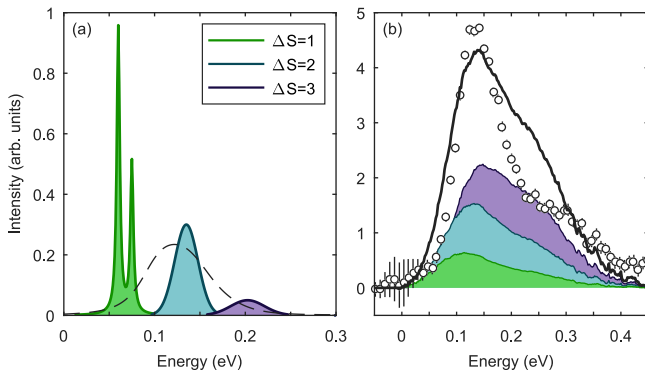 (a)
ΔS=1
ΔS=2
ΔS=3
Intensity (arb. units)
1
0.8
0.6
0.4
0.2
0
0 0.1 0.2 0.3
Energy (eV)
(b)
5
4
3
2
1
0
0 0.1 0.2 0.3 0.4
Energy (eV)